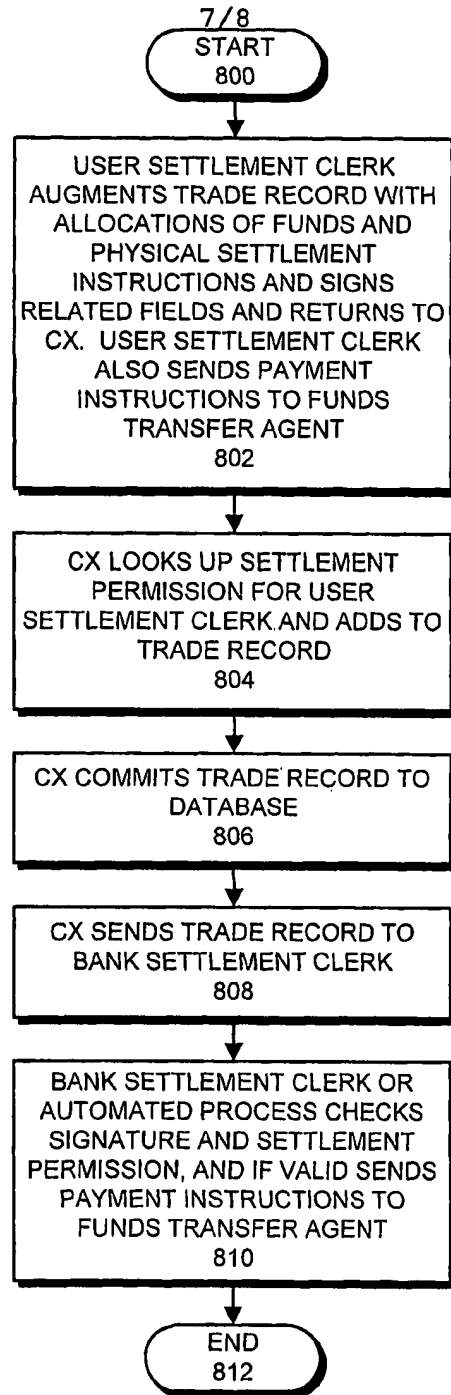 7/8
START
800
USER SETTLEMENT CLERK
AUGMENTS TRADE RECORD WITH
ALLOCATIONS OF FUNDS AND
PHYSICAL SETTLEMENT
INSTRUCTIONS AND SIGNS
RELATED FIELDS AND RETURNS TO
CX. USER SETTLEMENT CLERK
ALSO SENDS PAYMENT
INSTRUCTIONS TO FUNDS
TRANSFER AGENT
802
CX LOOKS UP SETTLEMENT
PERMISSION FOR USER
SETTLEMENT CLERK AND ADDS TO
TRADE RECORD
804
CX COMMITS TRADE RECORD TO
DATABASE
806
CX SENDS TRADE RECORD TO
BANK SETTLEMENT CLERK
808
BANK SETTLEMENT CLERK OR
AUTOMATED PROCESS CHECKS
SIGNATURE AND SETTLEMENT
PERMISSION, AND IF VALID SENDS
PAYMENT INSTRUCTIONS TO
FUNDS TRANSFER AGENT
810
END
812